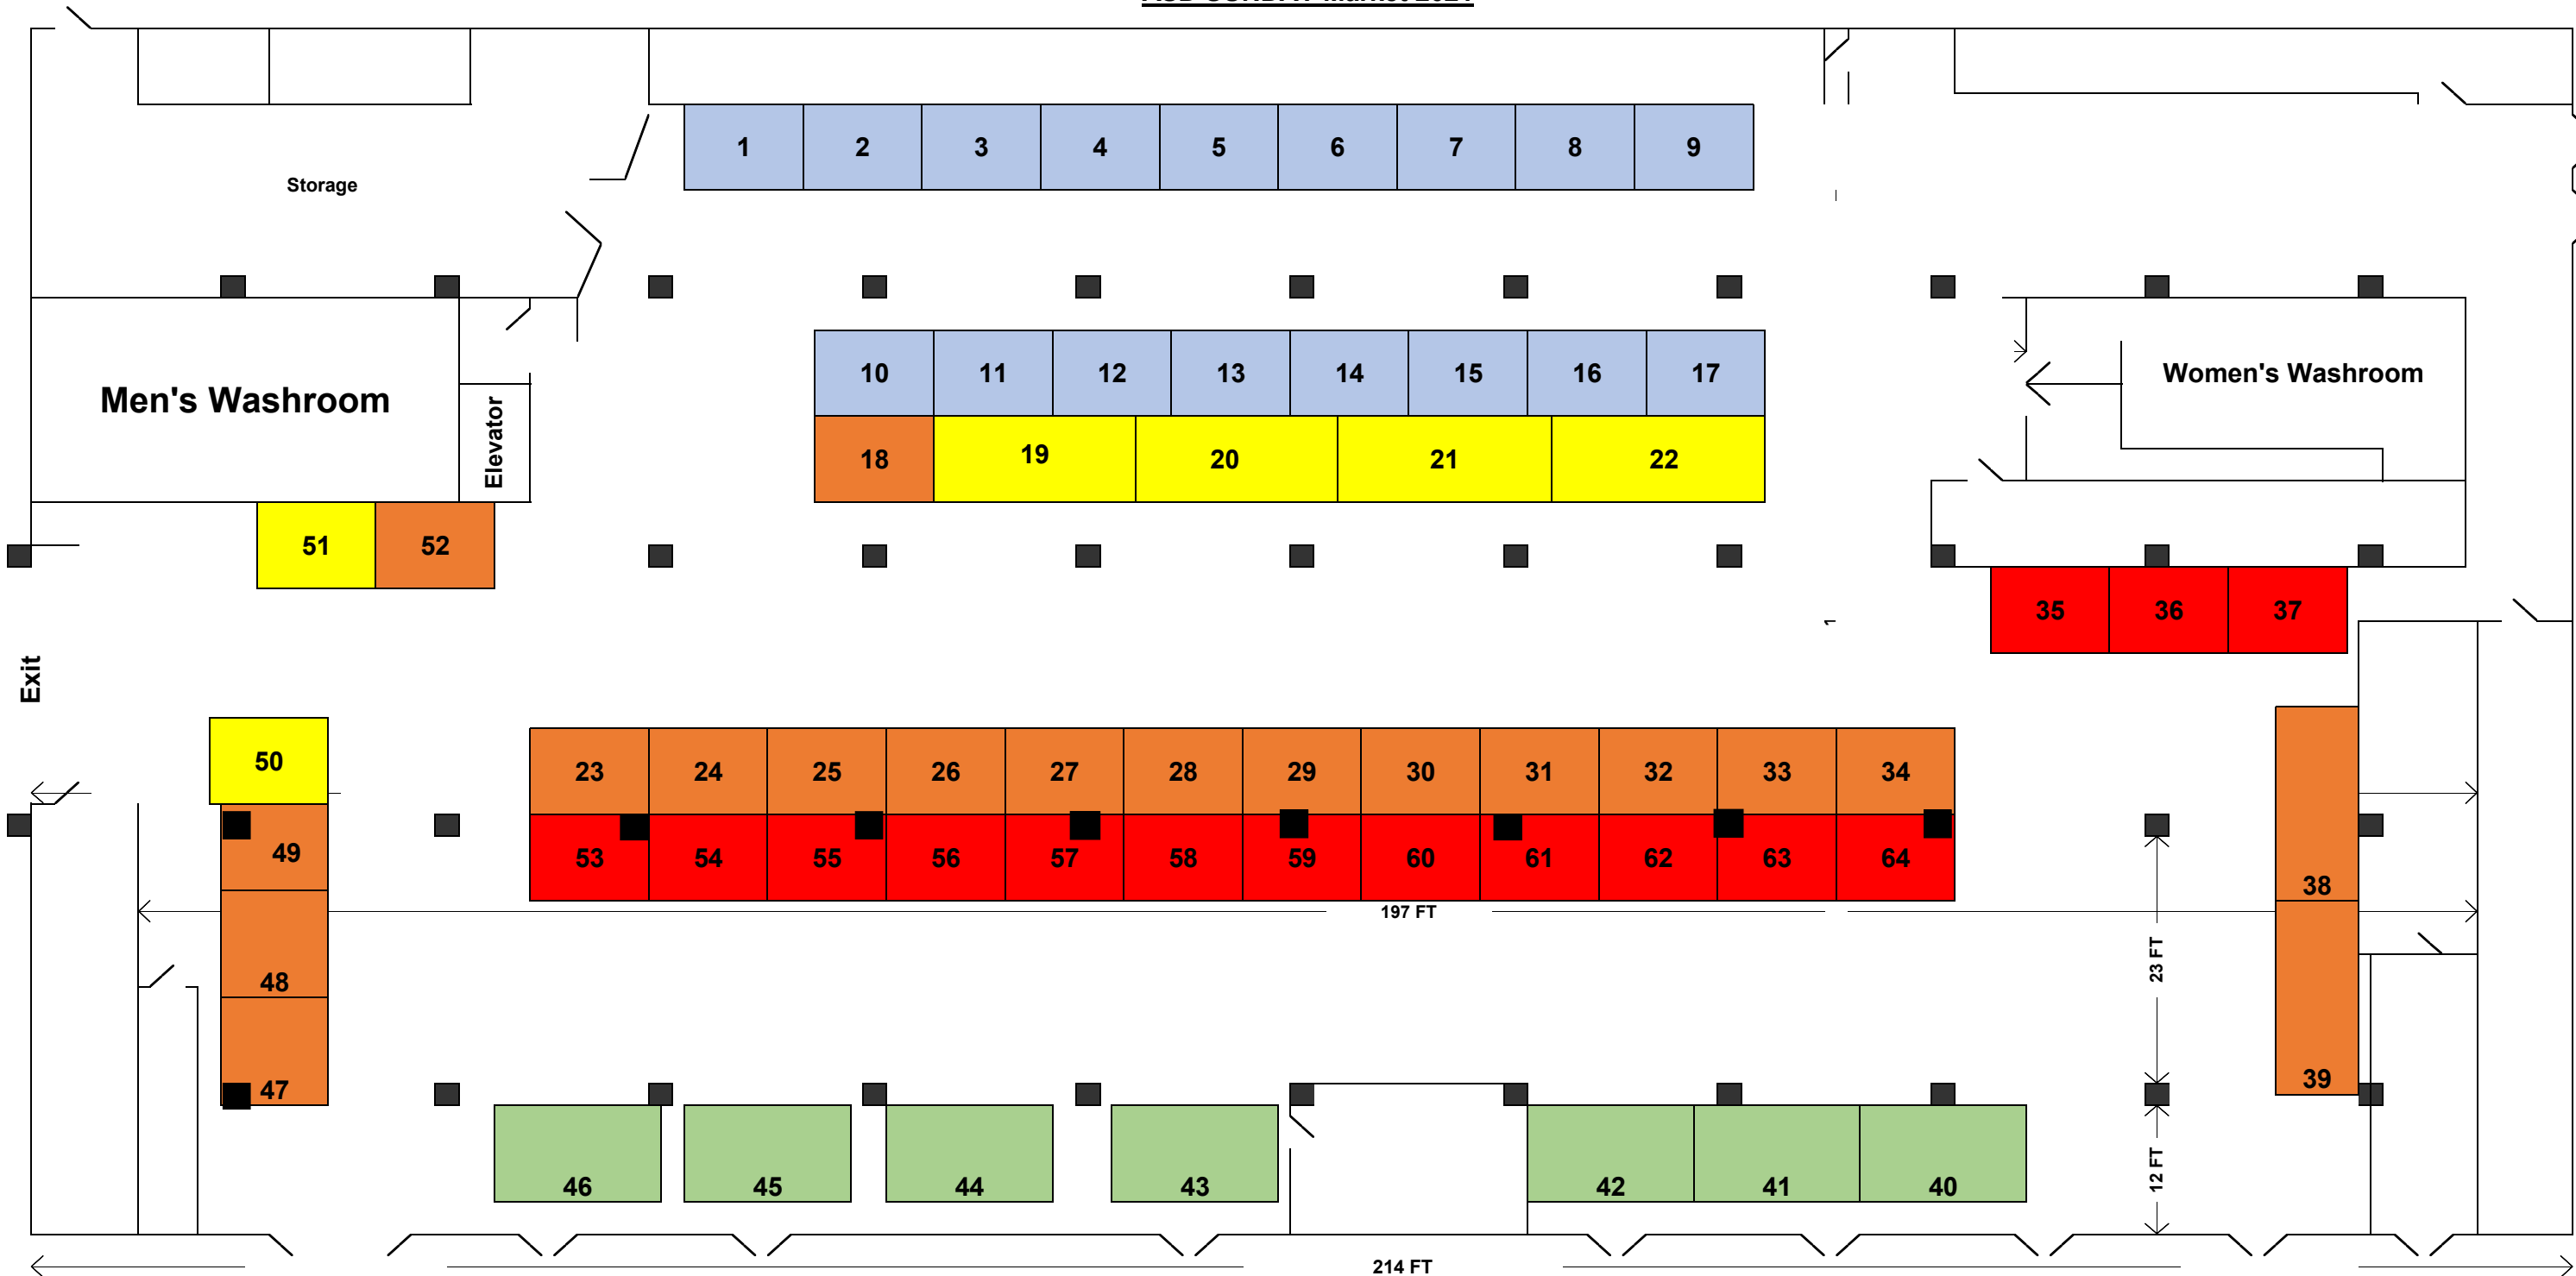 1 2 3 4 5 6 7 8 9
Storage
10 11 12 13 14 15 16 17
Men's Washroom
Women's Washroom
Elevator
18 19 20 21 22
51 52
35 36 37
1
Exit
50
23 24 25 26 27 28 29 30 31 32 33 34
49
53 54 55 56 57 58 59 60 61 62 63 64
38
197 FT
23 FT
48
47
39
12 FT
46 45 44 43 42 41 40
214 FT